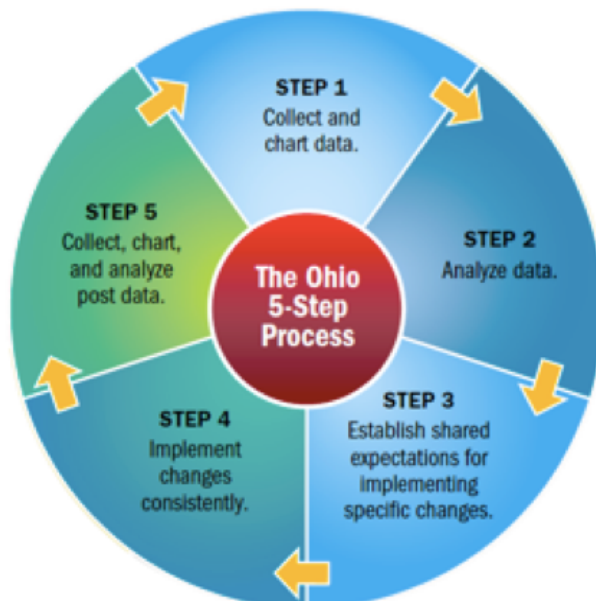 STEP 1
Collect and
chart data.
STEP 2
Analyze data.
STEP 3
Establish shared
expectations for
implementing
specific changes.
STEP 4
Implement
changes
consistently.
STEP 5
Collect, chart,
and analyze
post data.
The Ohio
5-Step
Process